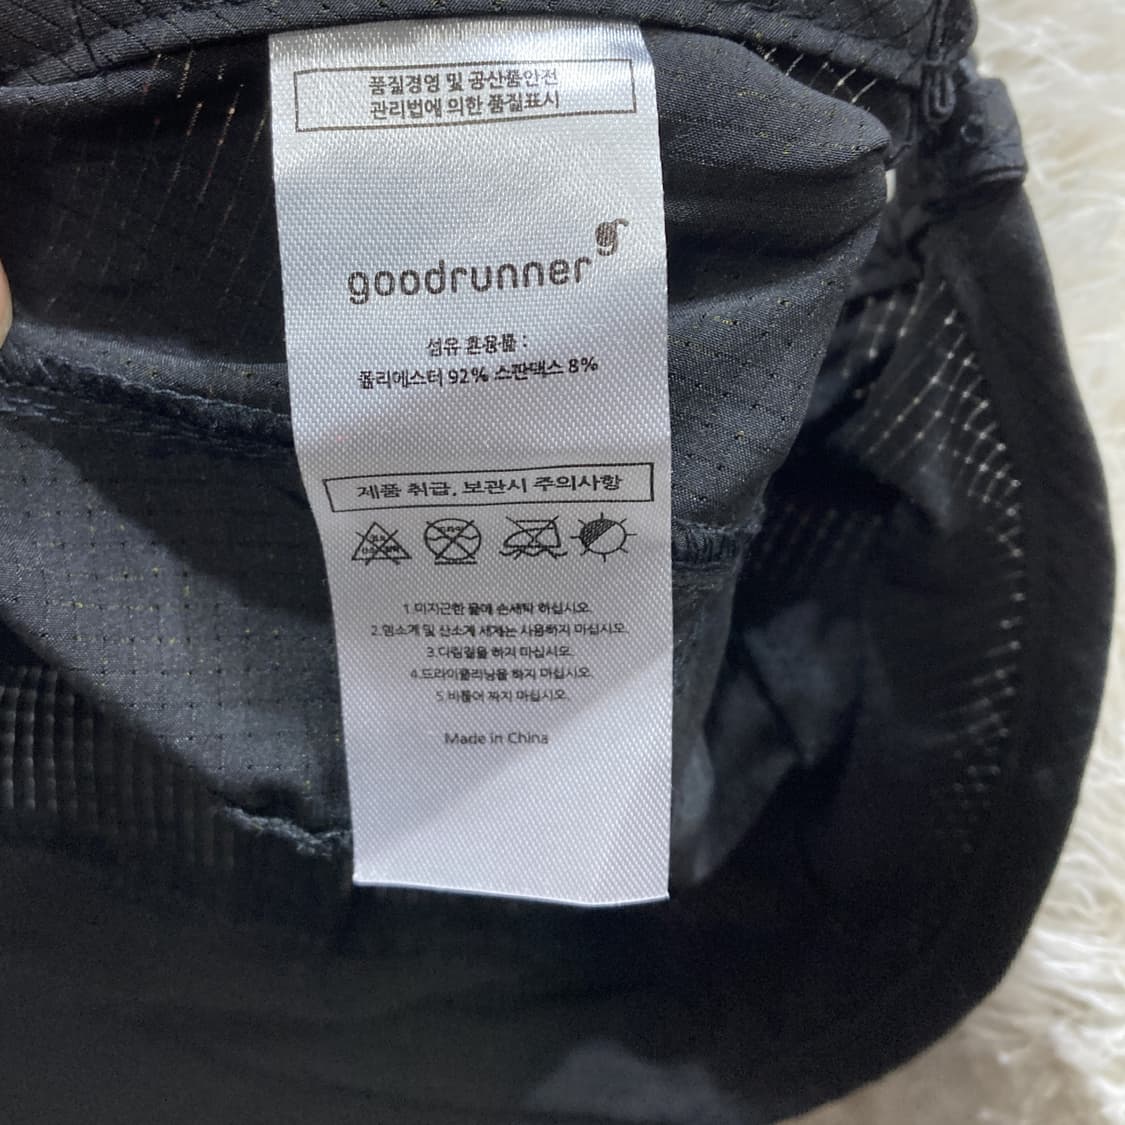 품질경영 및 공산품안전
관리법에 의한 품질표시
goodrunner
섬유 혼용률 :
폴리에스터 92% 스판덱스 8%
제품 취급, 보관시 주의사항
1.미지근한 물에 손세탁 하십시오.
2.염소계 및 산소계 세제는 사용하지 마십시오.
3.다림질을 하지 마십시오.
4.드라이클리닝을 하지 마십시오.
5.비틀어 짜지 마십시오.
Made in China